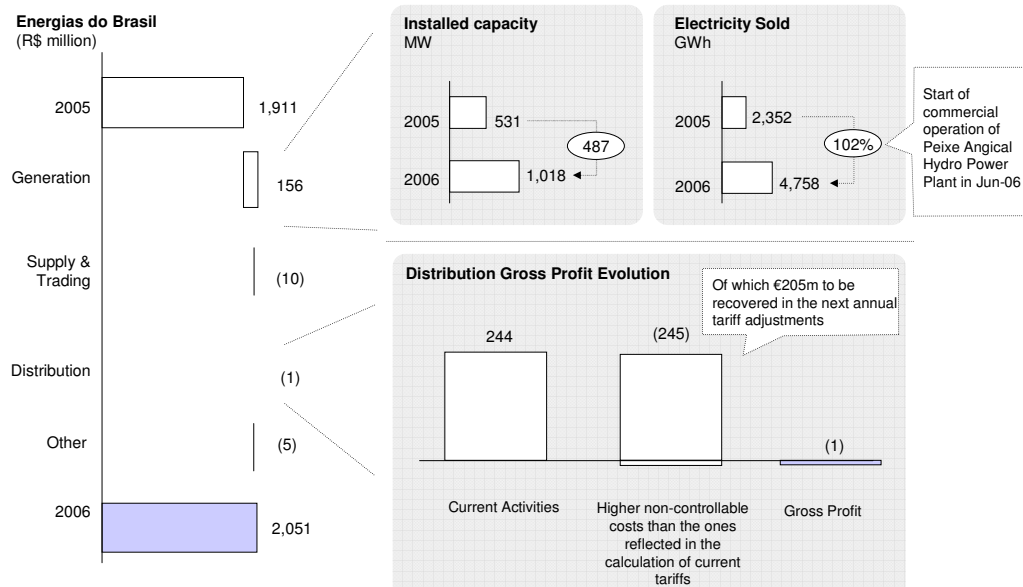 Energias do Brasil
(R$ million)
2005
1,911
Generation
156
Supply &
Trading
(10)
Distribution
(1)
Other
(5)
2006
2,051
Installed capacity
MW
2005
531
487
2006
1,018
Electricity Sold
GWh
2005
2,352
102%
2006
4,758
Start of
commercial
operation of
Peixe Angical
Hydro Power
Plant in Jun-06
Distribution Gross Profit Evolution
Of which €205m to be
recovered in the next annual
tariff adjustments
244
(245)
(1)
Current Activities
Higher non-controllable
costs than the ones
reflected in the
calculation of current
tariffs
Gross Profit